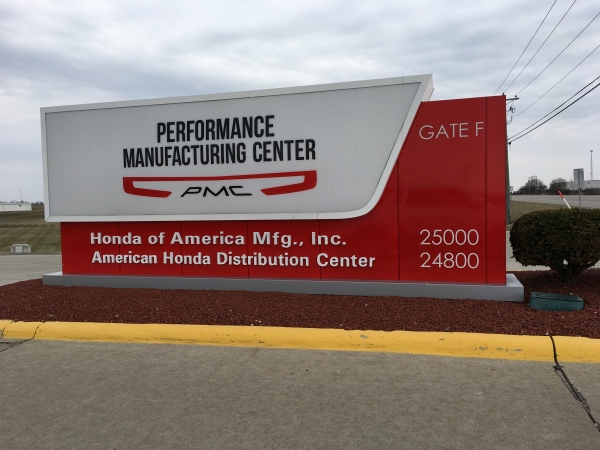 PERFORMANCE
MANUFACTURING CENTER
PMC
GATE F
Honda of America Mfg., Inc. 25000
American Honda Distribution Center 24800